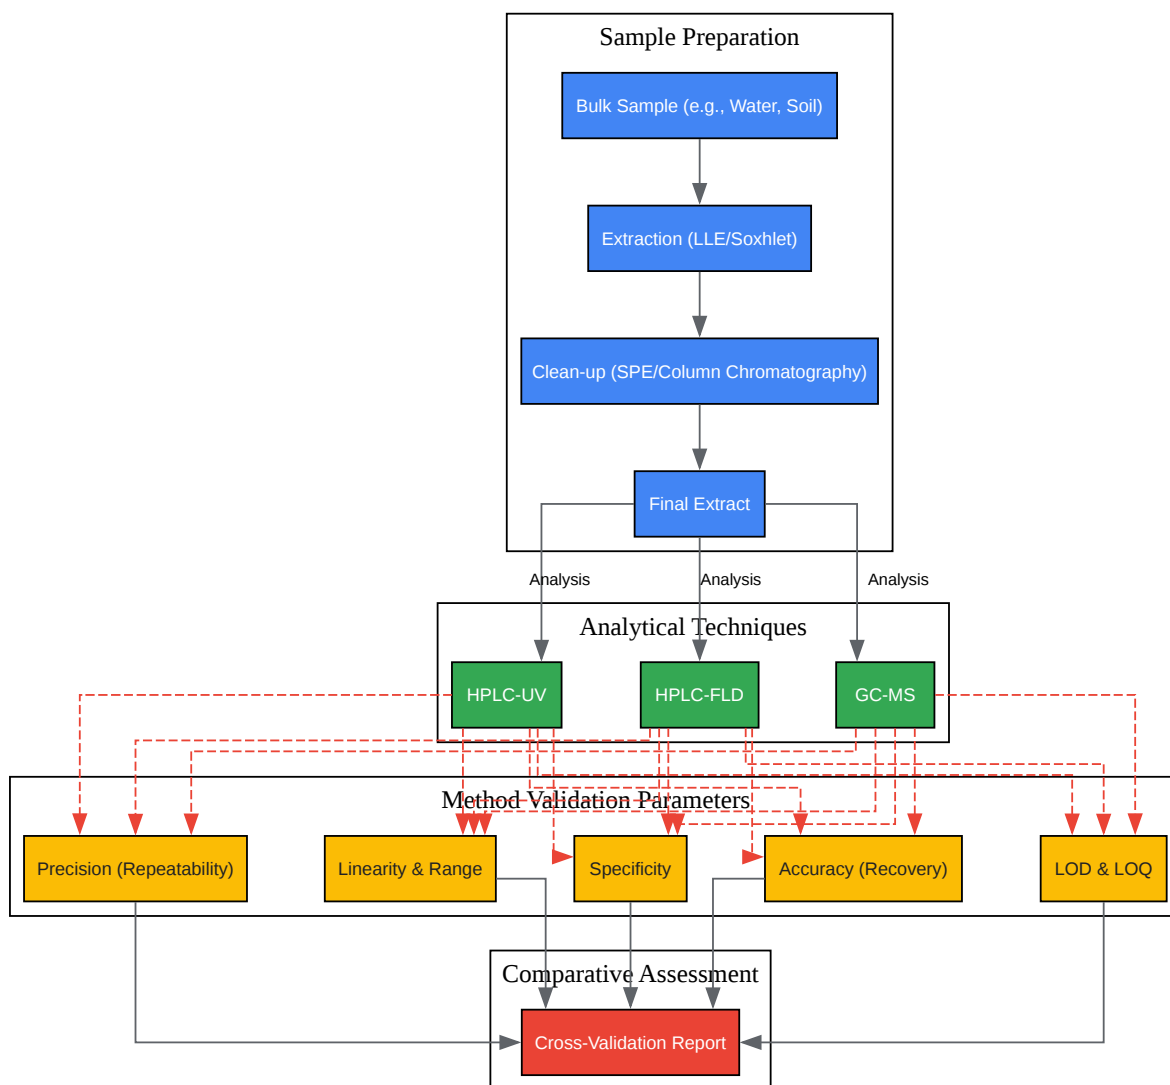 Sample Preparation
Bulk Sample (e.g., Water, Soil)
Extraction (LLE/Soxhlet)
Clean-up (SPE/Column Chromatography)
Final Extract
Analysis
Analysis
Analysis
Analytical Techniques
HPLC-UV
HPLC-FLD
GC-MS
Method Validation Parameters
Precision (Repeatability)
Linearity & Range
Specificity
Accuracy (Recovery)
LOD & LOQ
Comparative Assessment
Cross-Validation Report